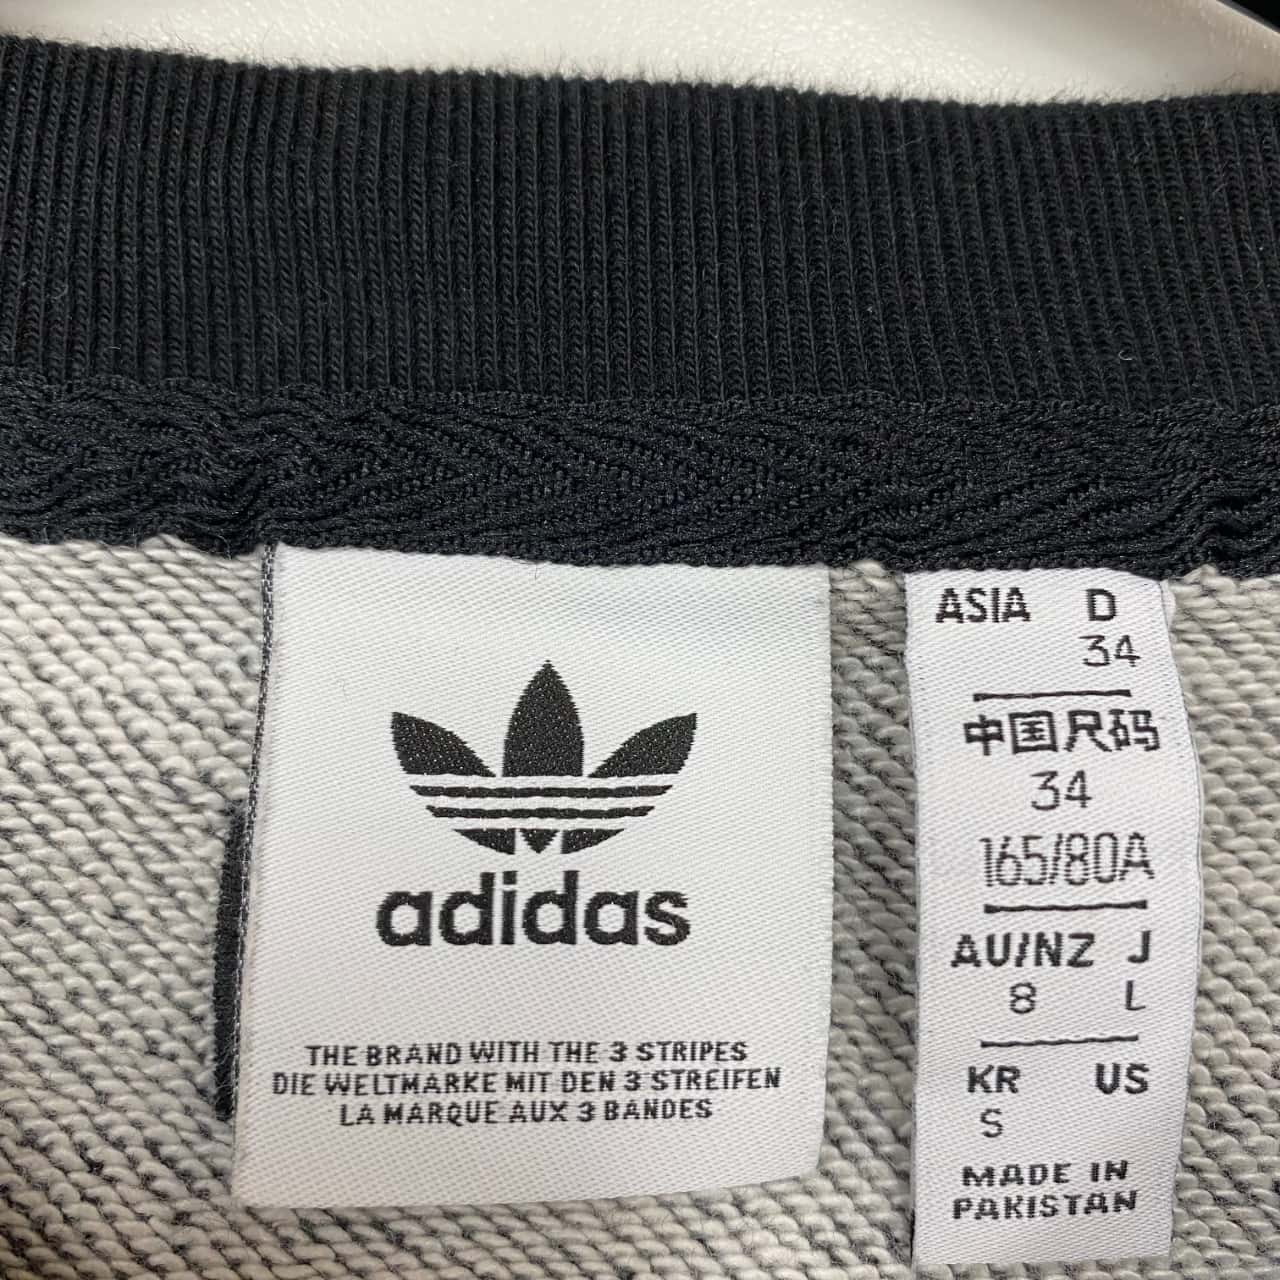 adidas
THE BRAND WITH THE 3 STRIPES
DIE WELTMARKE MIT DEN 3 STREIFEN
LA MARQUE AUX 3 BANDES
ASIA D
34
中国尺码
34
165/80A
AU/NZ J
8 L
KR US
S
MADE IN
PAKISTAN